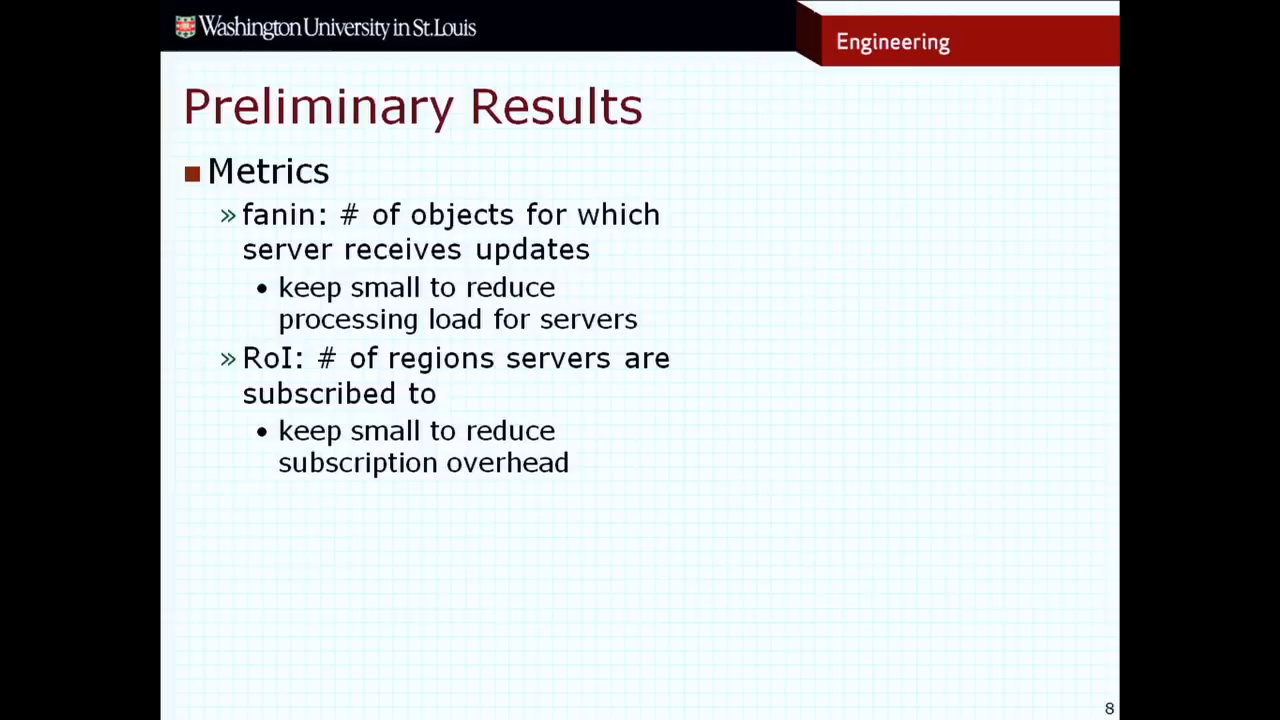 Washington University in St. Louis
Engineering
Preliminary Results
Metrics
» fanin: # of objects for which
server receives updates
• keep small to reduce
processing load for servers
» RoI: # of regions servers are
subscribed to
• keep small to reduce
subscription overhead
8